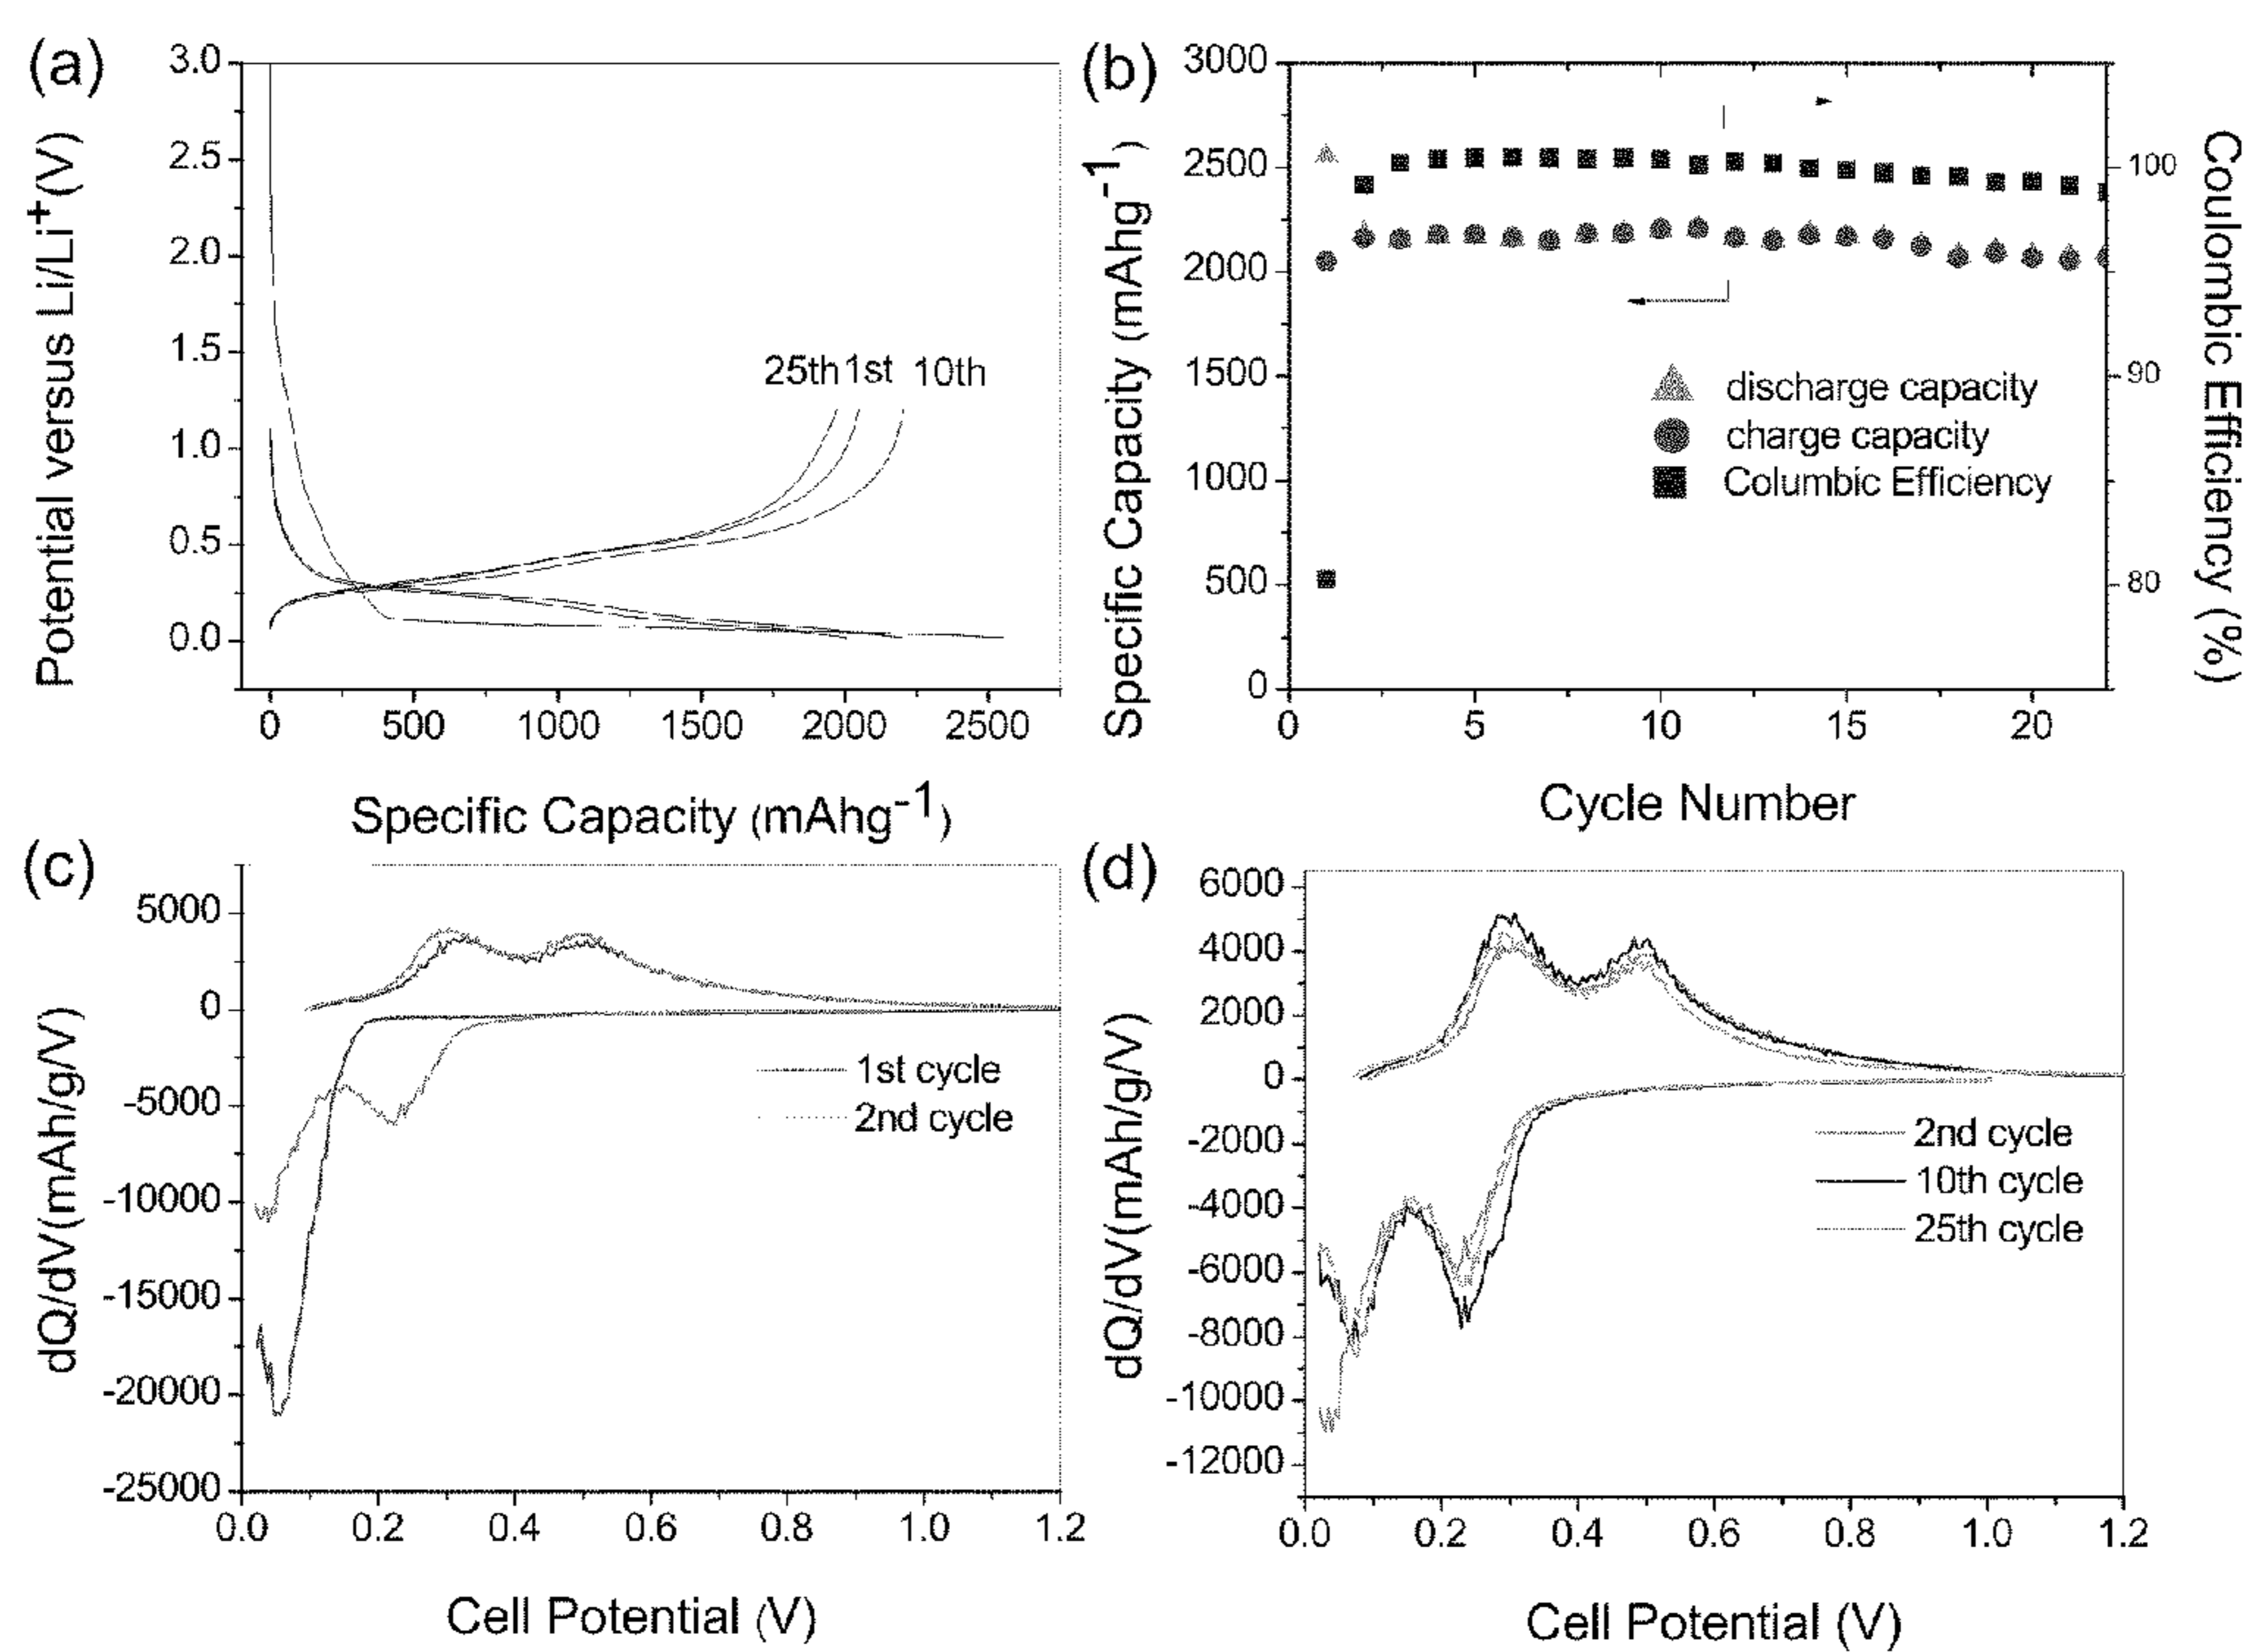 (a)
3.0
2.5
2.0
1.5
1.0
0.5
0.0
Potential versus Li/Li+(V)
25th 1st 10th
0 500 1000 1500 2000 2500
Specific Capacity (mAhg-1)
(b)
3000
2500
2000
1500
1000
500
0
Specific Capacity (mAhg-1)
discharge capacity
charge capacity
Columbic Efficiency
100
90
80
Coulombic Efficiency (%)
0 5 10 15 20
Cycle Number
(c)
5000
0
-5000
-10000
-15000
-20000
-25000
dQ/dV(mAh/g/V)
1st cycle
2nd cycle
0.0 0.2 0.4 0.6 0.8 1.0 1.2
Cell Potential (V)
(d)
6000
4000
2000
0
-2000
-4000
-6000
-8000
-10000
-12000
dQ/dV(mAh/g/V)
2nd cycle
10th cycle
25th cycle
0.0 0.2 0.4 0.6 0.8 1.0 1.2
Cell Potential (V)